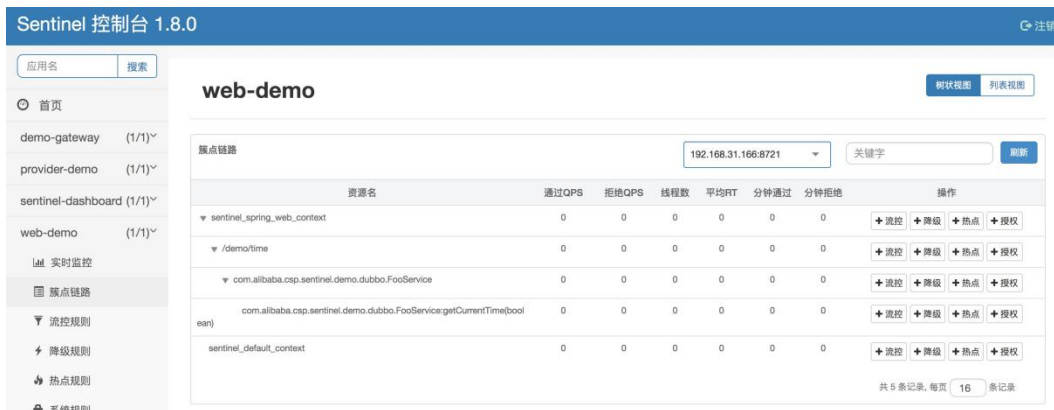 Sentinel 控制台 1.8.0
注销
应用名 搜索
首页
demo-gateway (1/1)
provider-demo (1/1)
sentinel-dashboard (1/1)
web-demo (1/1)
实时监控
簇点链路
流控规则
降级规则
热点规则
系统规则
web-demo
树状视图 列表视图
簇点链路 192.168.31.166:8721 关键字 刷新
资源名 通过QPS 拒绝QPS 线程数 平均RT 分钟通过 分钟拒绝 操作
sentinel_spring_web_context 0 0 0 0 0 0 +流控 +降级 +热点 +授权
/demo/time 0 0 0 0 0 0 +流控 +降级 +热点 +授权
com.alibaba.csp.sentinel.demo.dubbo.FooService 0 0 0 0 0 0 +流控 +降级 +热点 +授权
com.alibaba.csp.sentinel.demo.dubbo.FooService:getCurrentTime(bool 0 0 0 0 0 0 +流控 +降级 +热点 +授权
ean)
sentinel_default_context 0 0 0 0 0 0 +流控 +降级 +热点 +授权
共 5 条记录, 每页 16 条记录